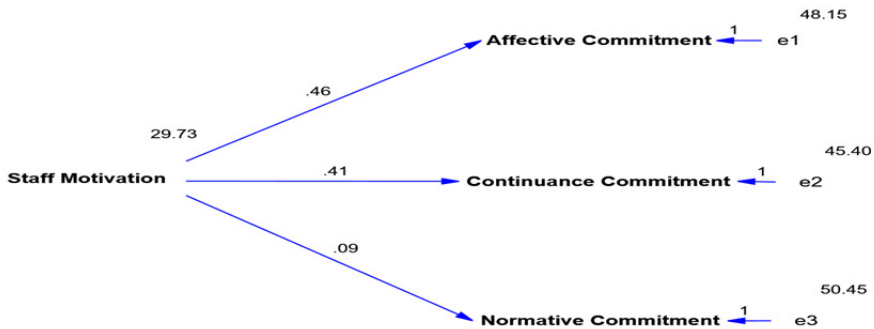 48.15
1
Affective Commitment
e1
.46
29.73
45.40
Staff Motivation
.41
Continuance Commitment
1
e2
.09
50.45
Normative Commitment
1
e3